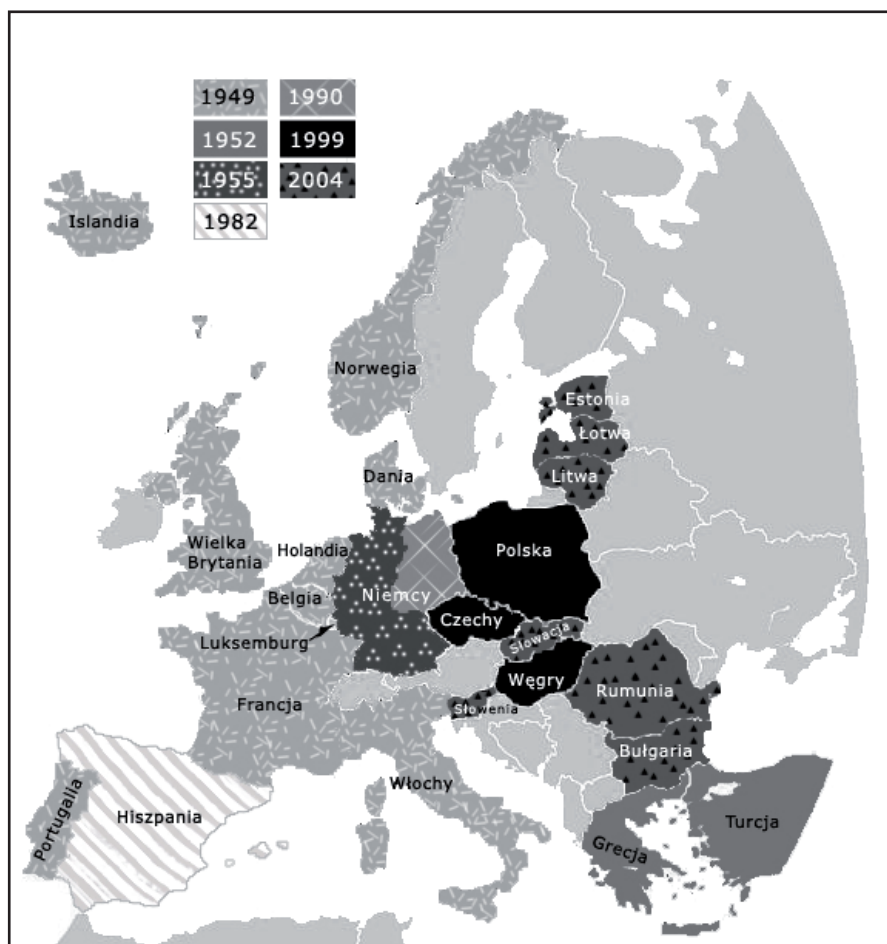 1949
1990
1952
1999
1955
2004
1982
Islandia
Norwegia
Estonia
Łotwa
Litwa
Dania
Wielka
Brytania
Holandia
Polska
Belgia
Niemcy
Czechy
Luksemburg
Słowacja
Węgry
Francja
Słowenia
Rumunia
Bułgaria
Włochy
Portugalia
Hiszpania
Grecja
Turcja